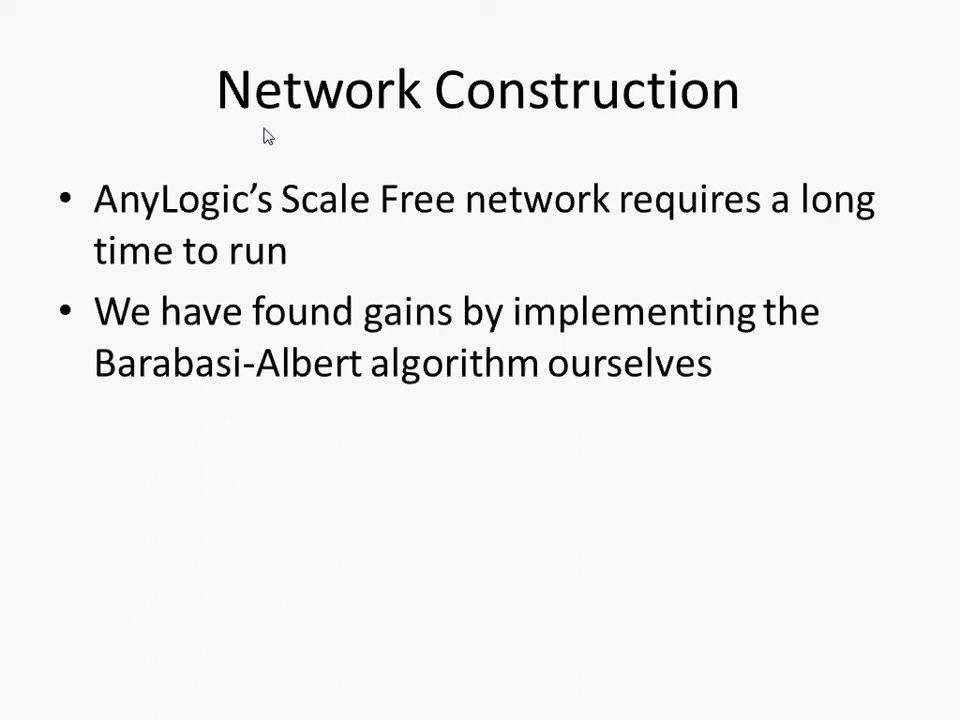 Network Construction
• AnyLogic’s Scale Free network requires a long
time to run
• We have found gains by implementing the
Barabasi-Albert algorithm ourselves